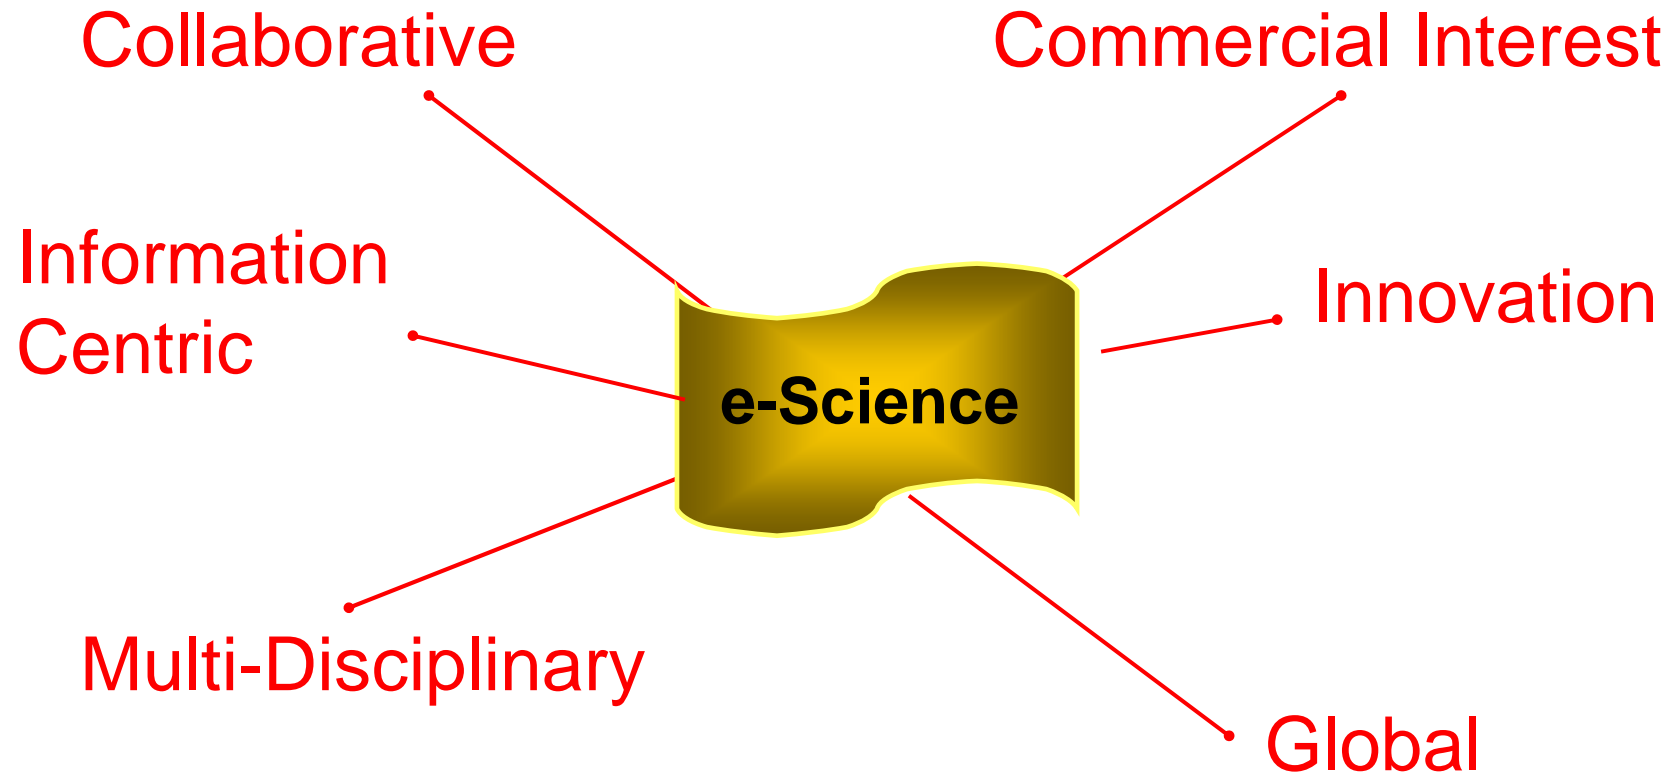 Collaborative
Commercial Interest
Information
Centric
Innovation
e-Science
Multi-Disciplinary
Global